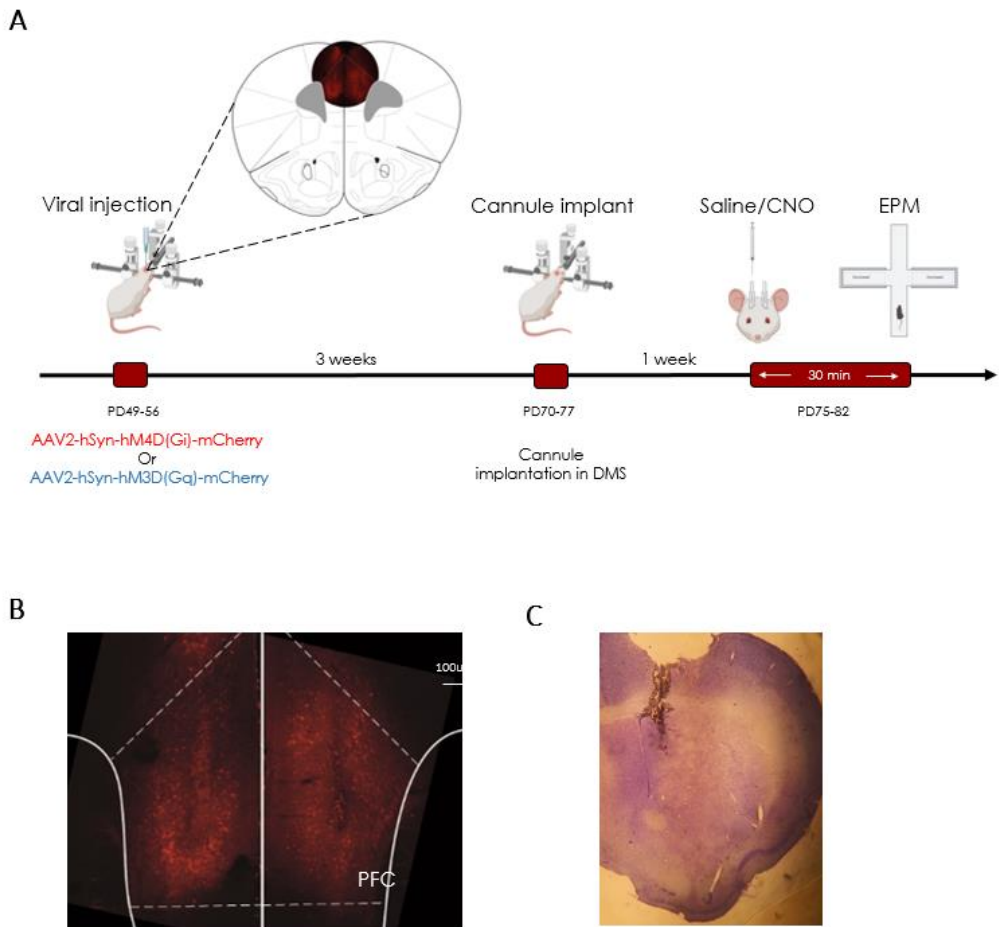 A
Viral injection
Cannule implant
Saline/CNO
EPM
3 weeks
1 week
30 min
PD49-56
PD70-77
PD75-82
AAV2-hSyn-hM4D(Gi)-mCherry
Or
AAV2-hSyn-hM3D(Gq)-mCherry
Cannule
implantation in DMS
B
C
100u
PFC